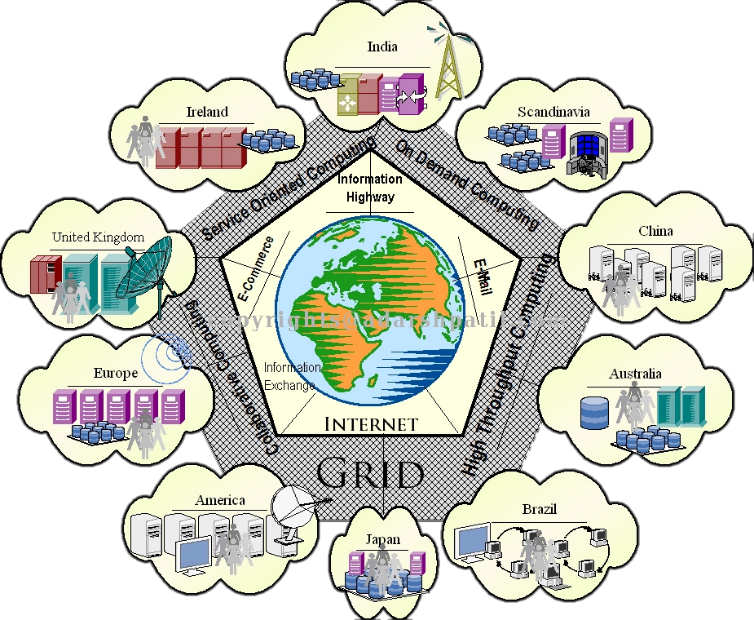 India
Ireland
Scandinavia
Service Oriented Computing
On Demand Computing
Information
Highway
United Kingdom
China
E-Commerce
E-Mail
Collaborative Computing
High Throughput Computing
Europe
Information
Exchange
Australia
INTERNET
GRID
America
Brazil
Japan